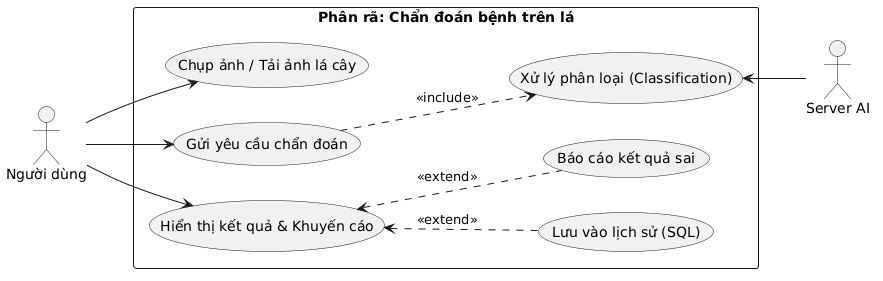 Phân rã: Chẩn đoán bệnh trên lá
Chụp ảnh / Tải ảnh lá cây
Xử lý phân loại (Classification)
Server AI
«include»
Gửi yêu cầu chẩn đoán
Người dùng
Báo cáo kết quả sai
«extend»
Hiển thị kết quả & Khuyến cáo
«extend»
Lưu vào lịch sử (SQL)